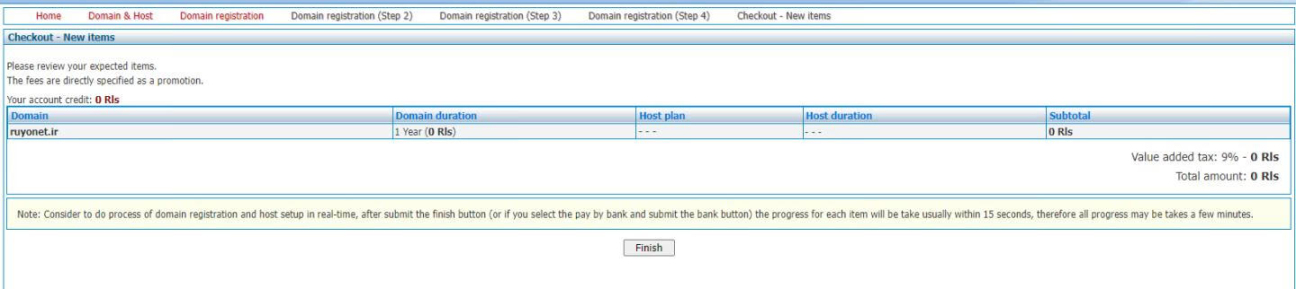 Home Domain & Host Domain registration Domain registration (Step 2) Domain registration (Step 3) Domain registration (Step 4) Checkout - New items
Checkout - New items
Please review your expected items.
The fees are directly specified as a promotion.
Your account credit: 0 Rls
Domain Domain duration Host plan Host duration Subtotal
ruyonet.ir 1 Year (0 Rls) - - - - - - 0 Rls
Value added tax: 9% - 0 Rls
Total amount: 0 Rls
Note: Consider to do process of domain registration and host setup in real-time, after submit the finish button (or if you select the pay by bank and submit the bank button) the progress for each item will be take usually within 15 seconds, therefore all progress may be takes a few minutes.
Finish